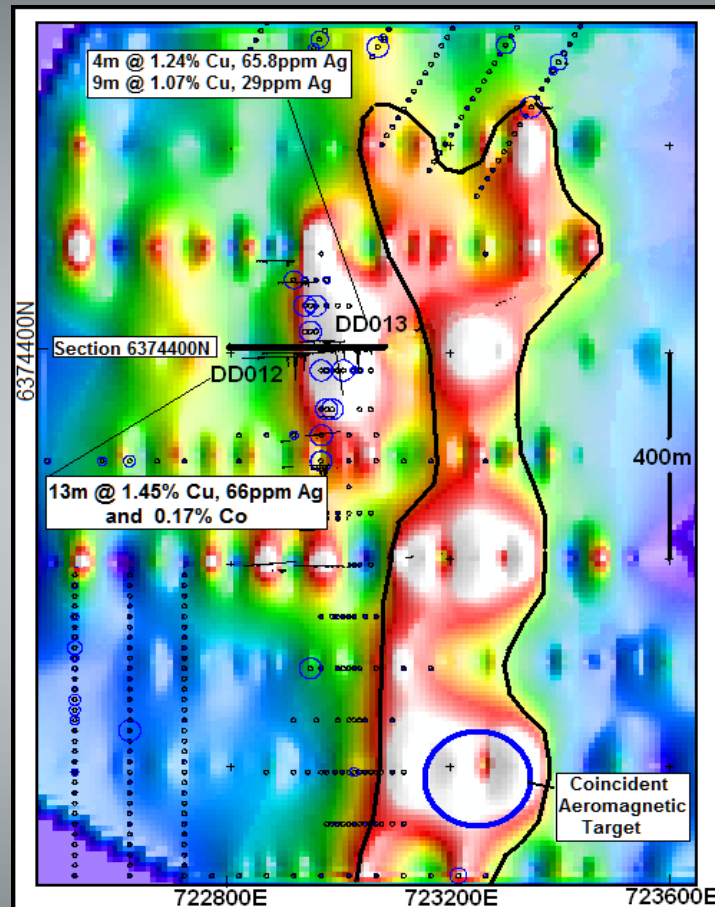 4m @ 1.24% Cu, 65.8ppm Ag
9m @ 1.07% Cu, 29ppm Ag
6374400N
Section 6374400N
DD013
DD012
400m
13m @ 1.45% Cu, 66ppm Ag
and 0.17% Co
Coincident
Aeromagnetic
Target
722800E
723200E
723600E